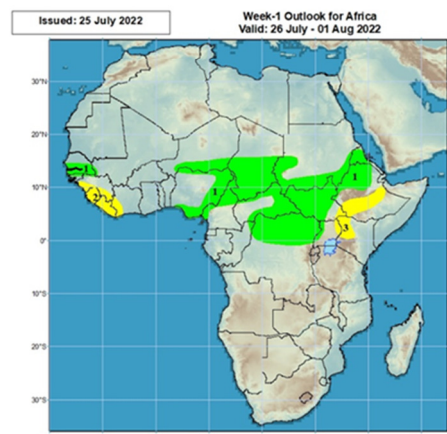 Issued: 25 July 2022
Week-1 Outlook for Africa
Valid: 26 July - 01 Aug 2022
30°N
20°N
1
1
10°N
1
2
3
0°
10°S
20°S
30°S